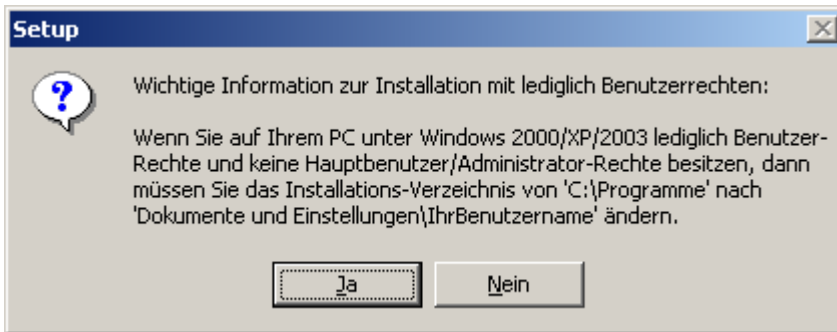 Setup
Wichtige Information zur Installation mit lediglich Benutzerrechten:
Wenn Sie auf Ihrem PC unter Windows 2000/XP/2003 lediglich Benutzer-
Rechte und keine Hauptbenutzer/Administrator-Rechte besitzen, dann
müssen Sie das Installations-Verzeichnis von 'C:\Programme' nach
'Dokumente und Einstellungen\IhrBenutzername' ändern.
Ja
Nein